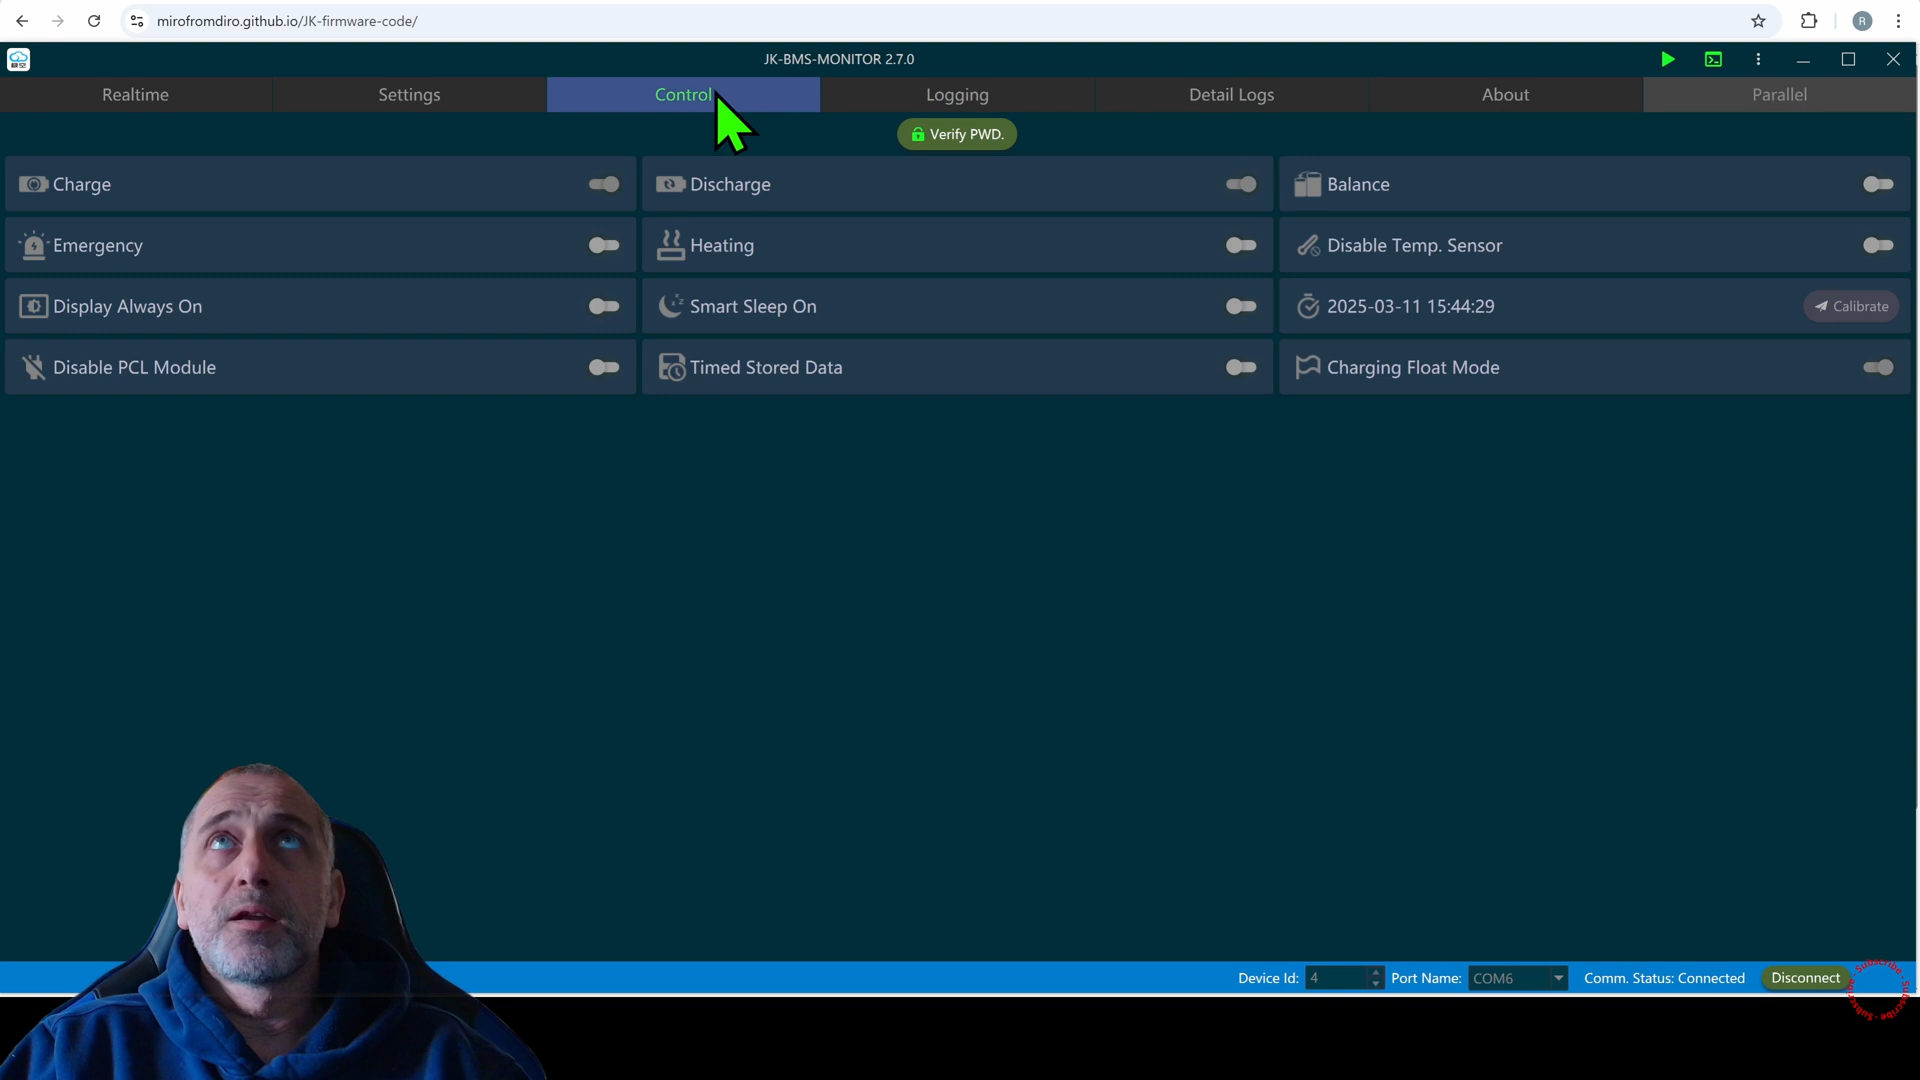 mirofromdiro.github.io/JK-firmware-code/
R
JK-BMS-MONITOR 2.7.0
Realtime
Settings
Control
Logging
Detail Logs
About
Parallel
Verify PWD.
Charge
Discharge
Balance
Emergency
Heating
Disable Temp. Sensor
Display Always On
Smart Sleep On
2025-03-11 15:44:29
Calibrate
Disable PCL Module
Timed Stored Data
Charging Float Mode
Device Id: 4
Port Name: COM6
Comm. Status: Connected
Disconnect
Subscribe - Subscribe - Subscribe -